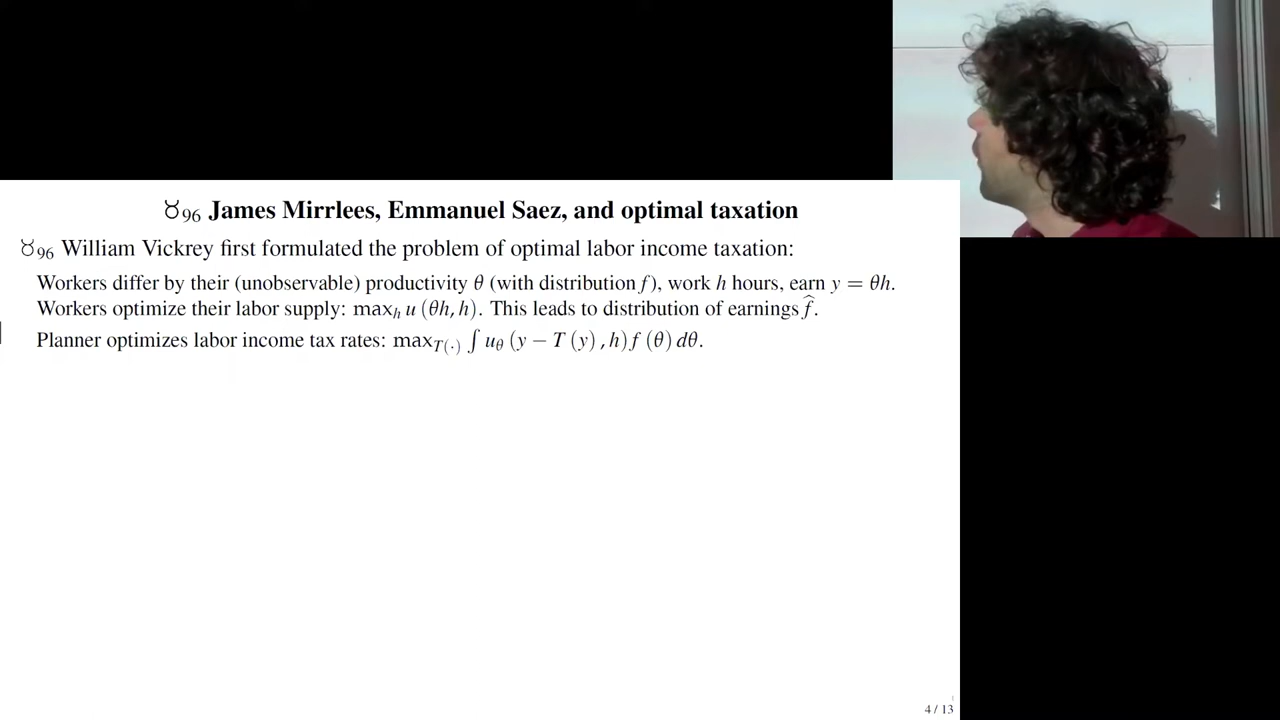 ♉96 James Mirrlees, Emmanuel Saez, and optimal taxation
♉96 William Vickrey first formulated the problem of optimal labor income taxation:
Workers differ by their (unobservable) productivity θ (with distribution f), work h hours, earn y = θh.
Workers optimize their labor supply: max_h u (θh, h). This leads to distribution of earnings f̂.
Planner optimizes labor income tax rates: max_{T(·)} ∫ u_θ (y − T (y), h) f (θ) dθ.
4 / 13